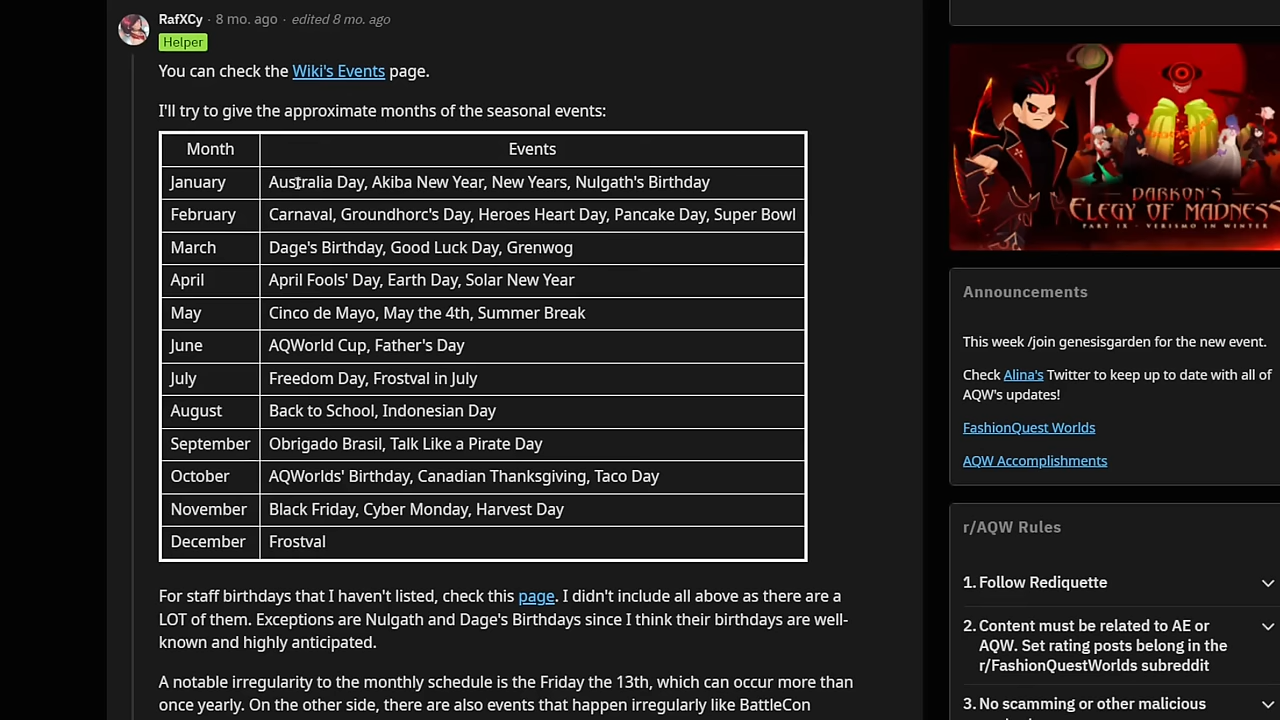 RafXCy · 8 mo. ago · edited 8 mo. ago
Helper
You can check the Wiki's Events page.
I'll try to give the approximate months of the seasonal events:
Month Events
January Australia Day, Akiba New Year, New Years, Nulgath's Birthday
February Carnaval, Groundhorc's Day, Heroes Heart Day, Pancake Day, Super Bowl
March Dage's Birthday, Good Luck Day, Grenwog
April April Fools' Day, Earth Day, Solar New Year
May Cinco de Mayo, May the 4th, Summer Break
June AQWorld Cup, Father's Day
July Freedom Day, Frostval in July
August Back to School, Indonesian Day
September Obrigado Brasil, Talk Like a Pirate Day
October AQWorlds' Birthday, Canadian Thanksgiving, Taco Day
November Black Friday, Cyber Monday, Harvest Day
December Frostval
For staff birthdays that I haven't listed, check this page. I didn't include all above as there are a
LOT of them. Exceptions are Nulgath and Dage's Birthdays since I think their birthdays are well-
known and highly anticipated.
A notable irregularity to the monthly schedule is the Friday the 13th, which can occur more than
once yearly. On the other side, there are also events that happen irregularly like BattleCon
DARKON'S
ELEGY OF MADNESS
PART IX - VERISMO IN WINTER
Announcements
This week /join genesisgarden for the new event.
Check Alina's Twitter to keep up to date with all of
AQW's updates!
FashionQuest Worlds
AQW Accomplishments
r/AQW Rules
1. Follow Rediquette
2. Content must be related to AE or
AQW. Set rating posts belong in the
r/FashionQuestWorlds subreddit
3. No scamming or other malicious